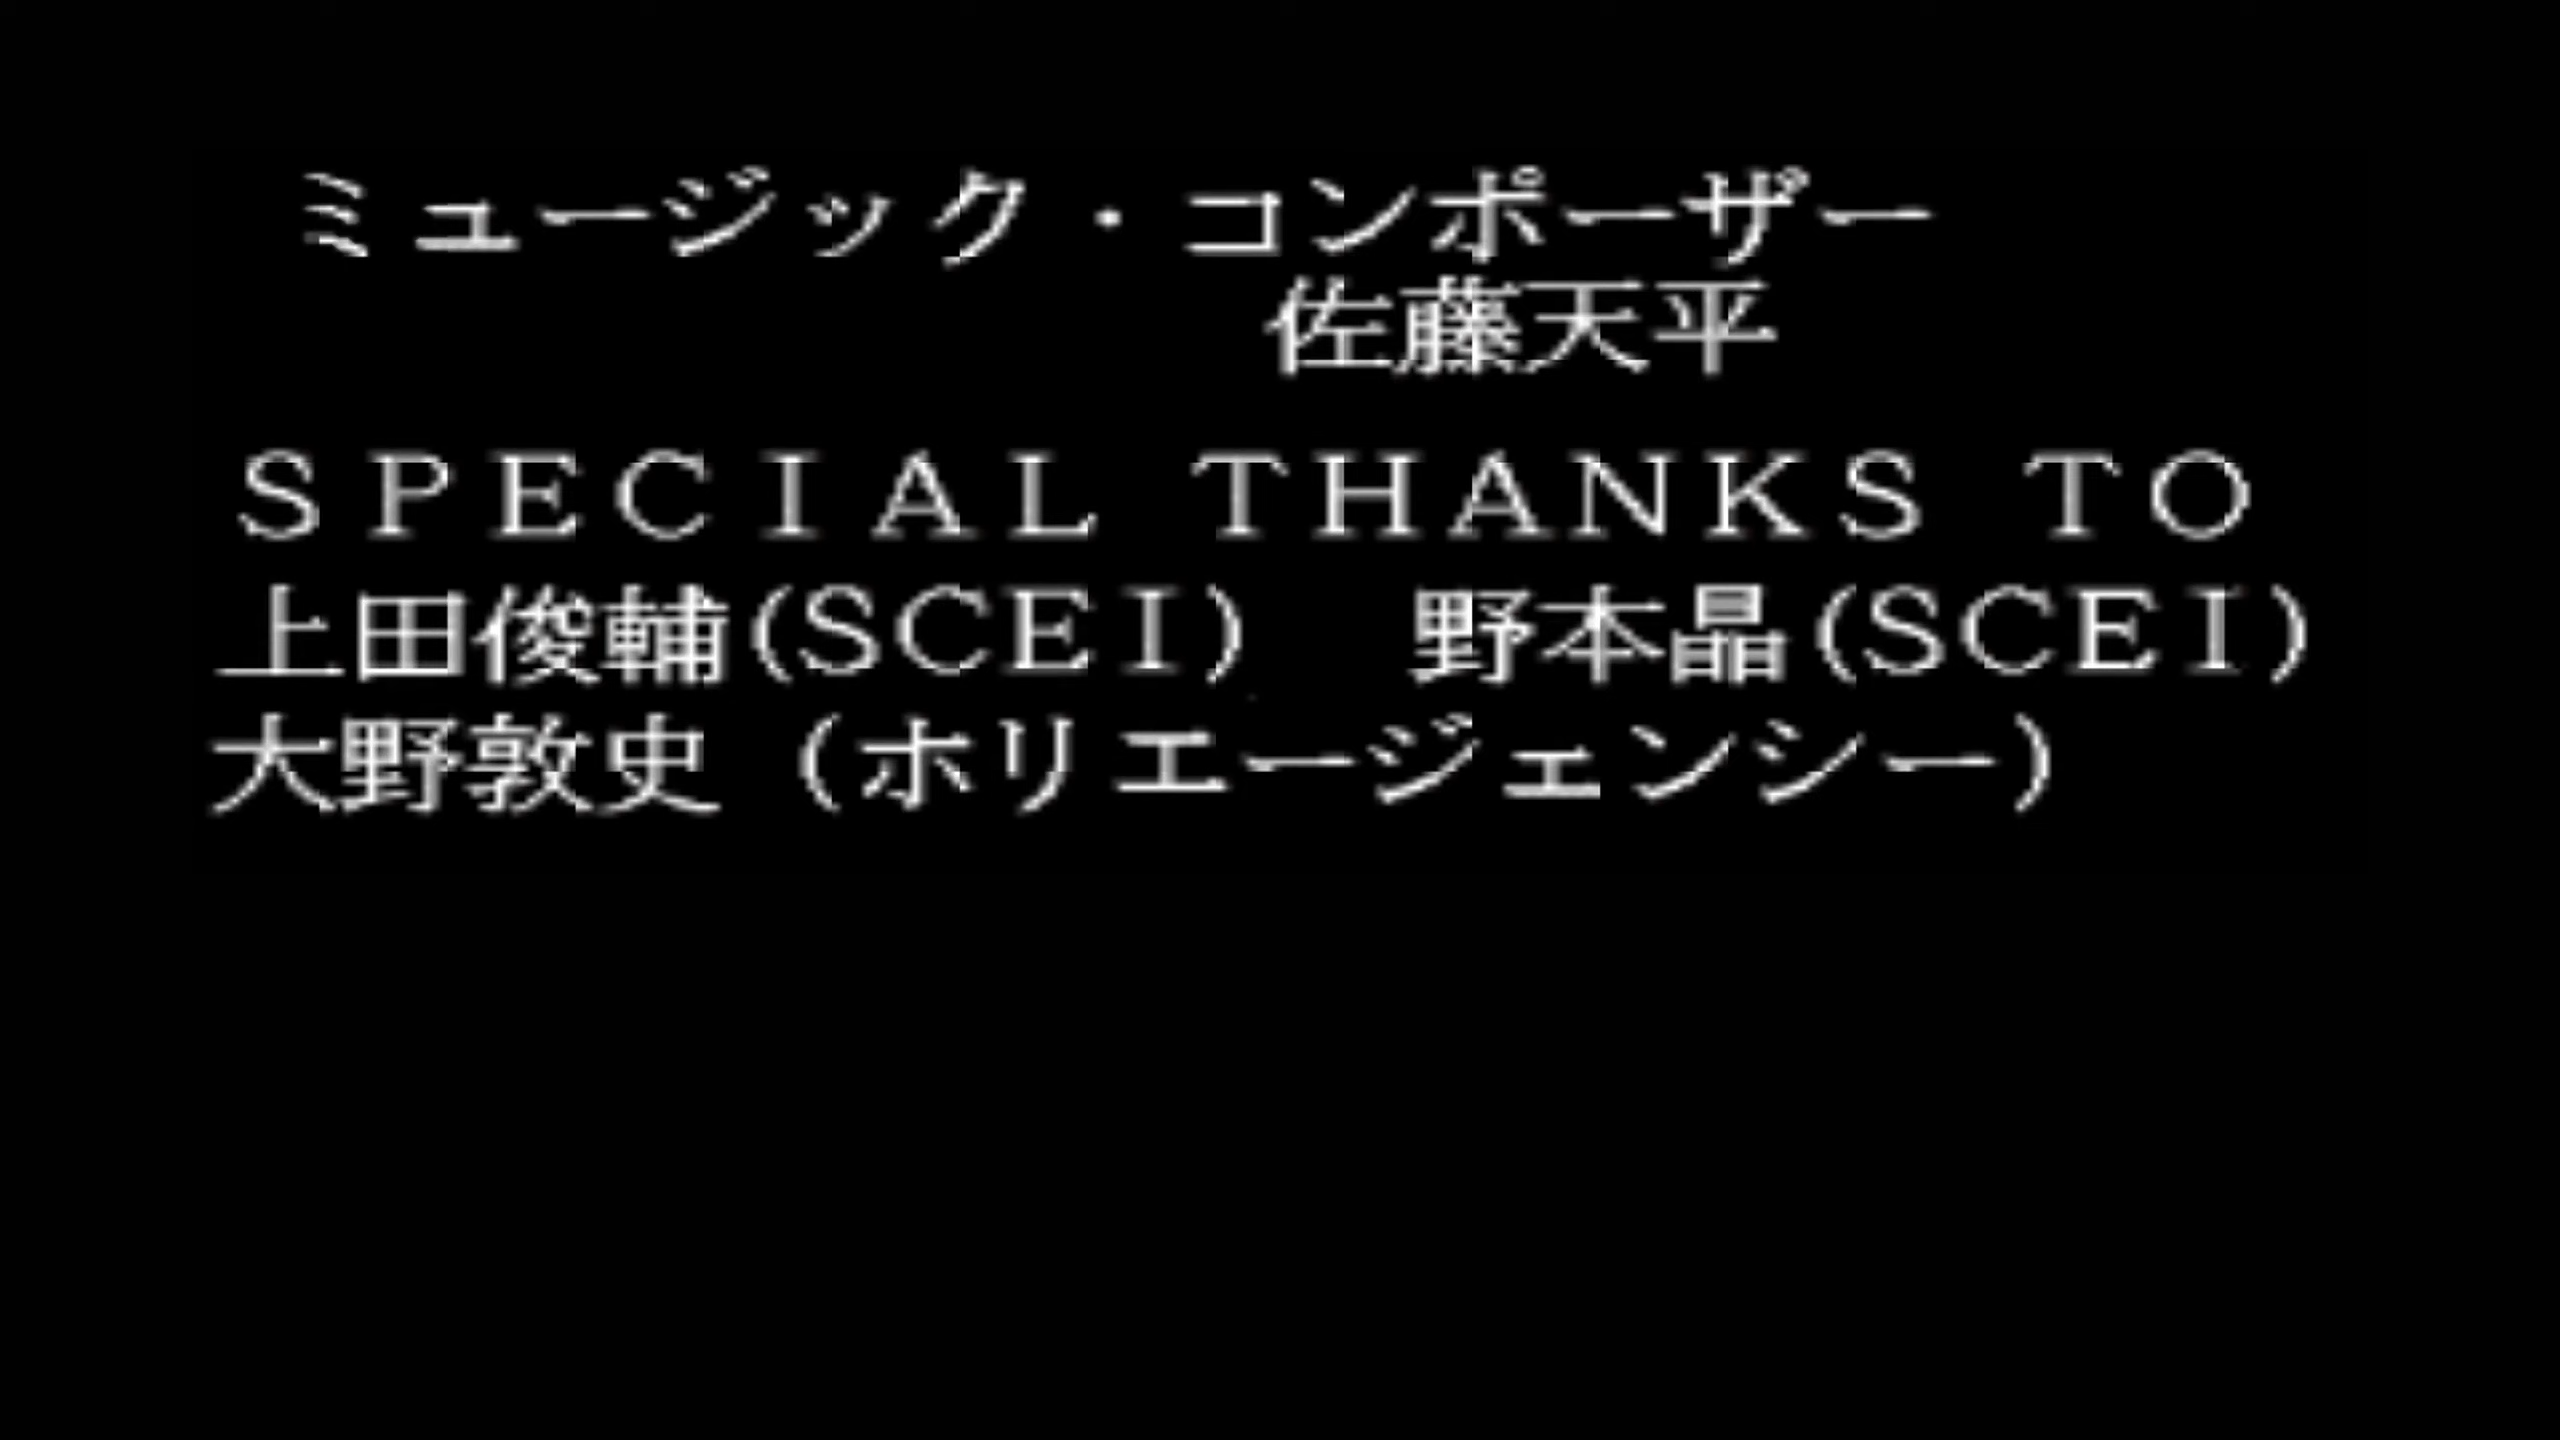 ミュージック・コンポーザー
佐藤天平
SPECIAL THANKS TO
上田俊輔(SCEI) 野本晶(SCEI)
大野敦史(ホリエージェンシー)